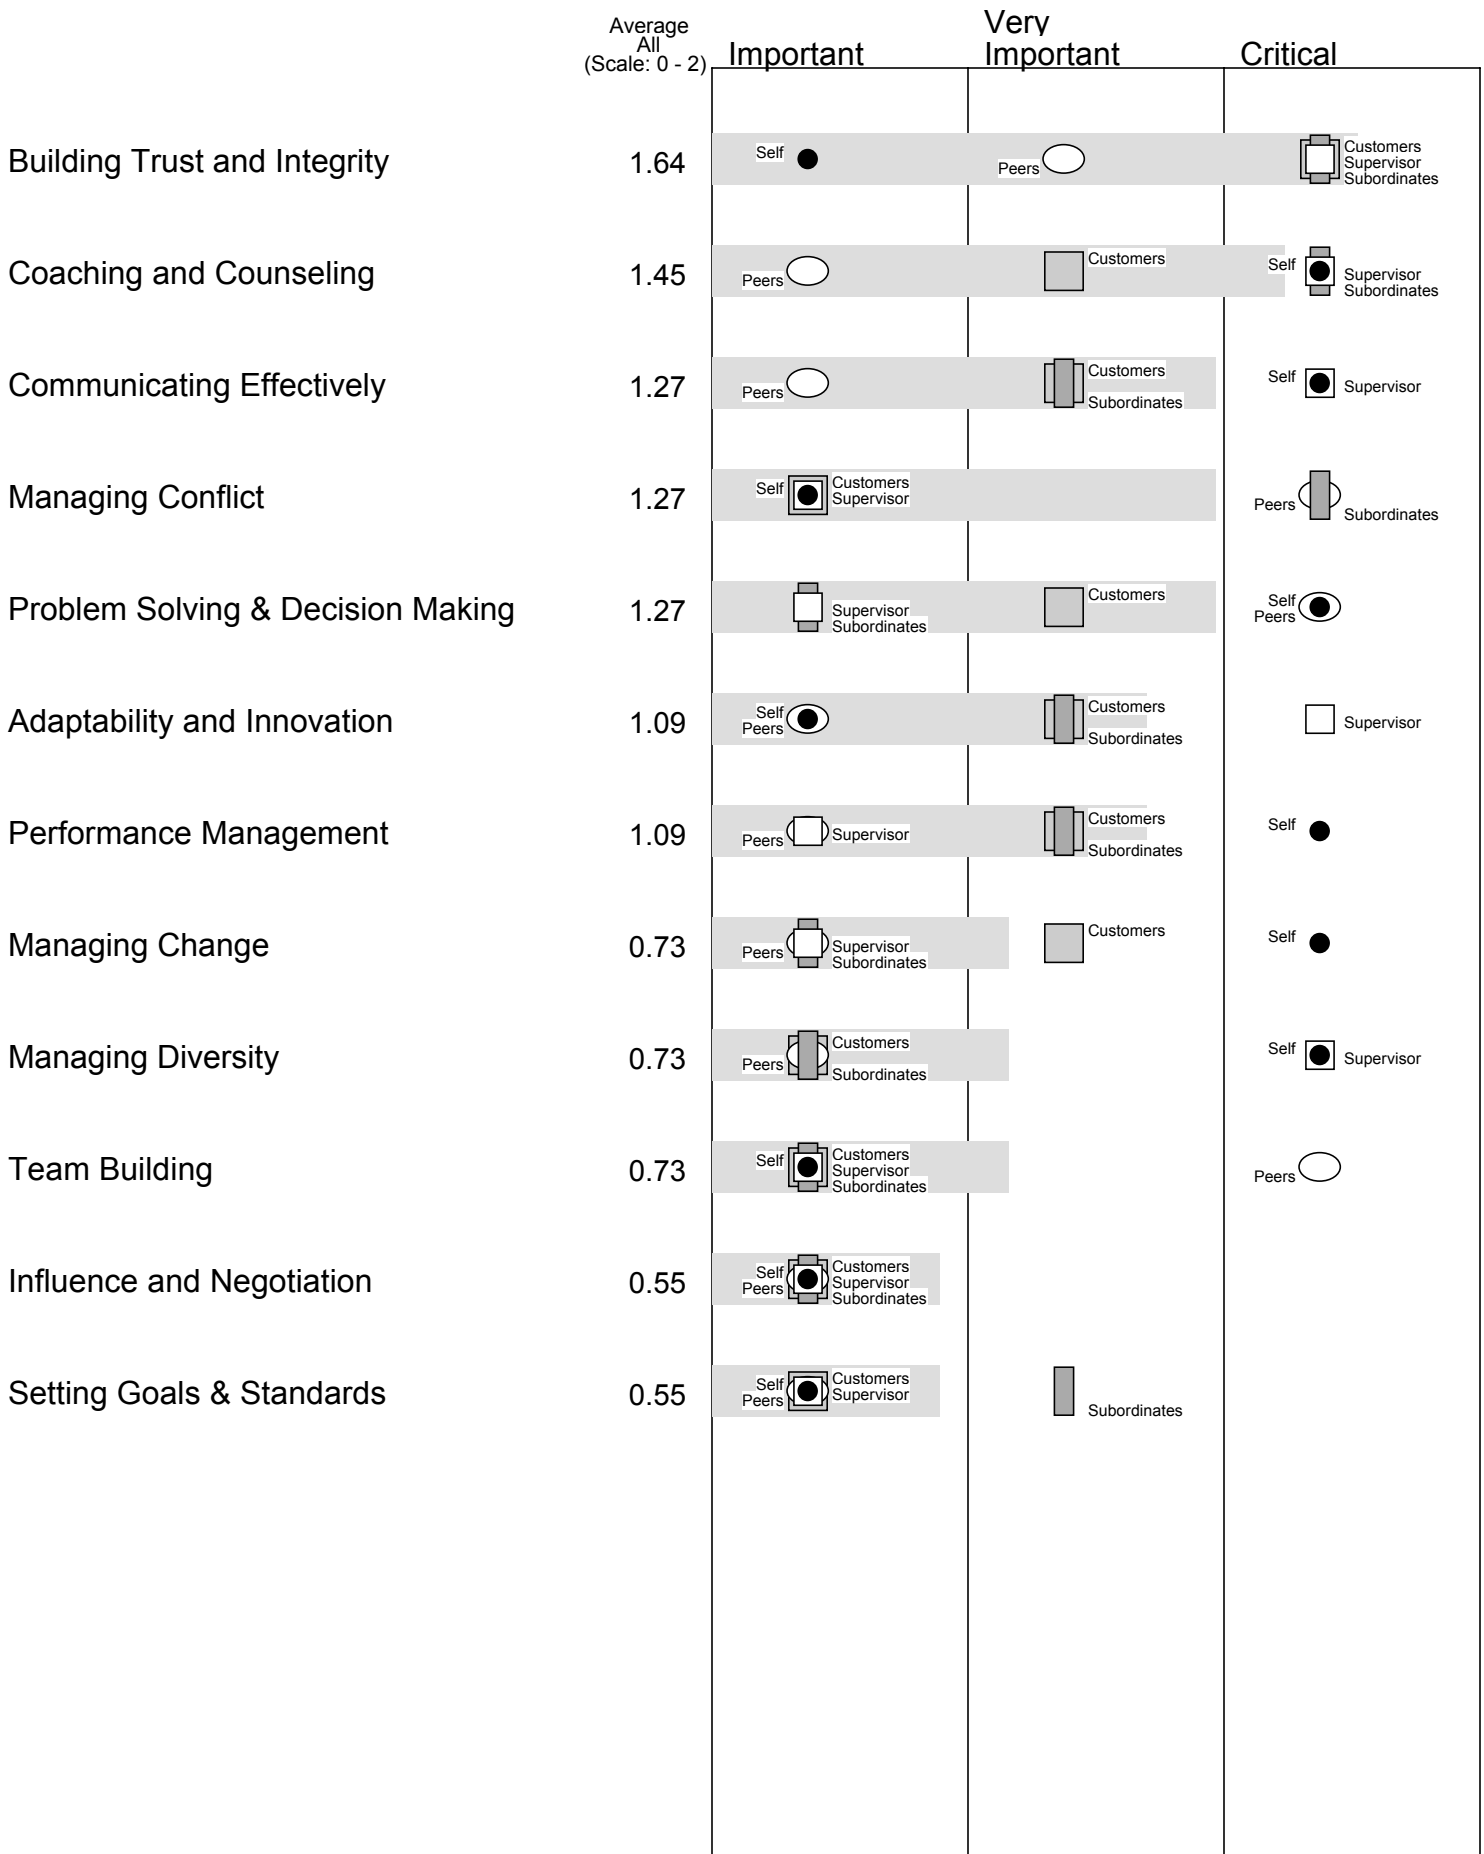 Average
All
(Scale: 0 - 2)
Important
Very
Important
Critical
Building Trust and Integrity
1.64
Self
Peers
Customers
Supervisor
Subordinates
Coaching and Counseling
1.45
Peers
Customers
Self
Supervisor
Subordinates
Communicating Effectively
1.27
Peers
Customers
Subordinates
Self
Supervisor
Managing Conflict
1.27
Self
Customers
Supervisor
Peers
Subordinates
Problem Solving & Decision Making
1.27
Supervisor
Subordinates
Customers
Self
Peers
Adaptability and Innovation
1.09
Self
Peers
Customers
Subordinates
Supervisor
Performance Management
1.09
Peers
Supervisor
Customers
Subordinates
Self
Managing Change
0.73
Peers
Supervisor
Subordinates
Customers
Self
Managing Diversity
0.73
Peers
Customers
Subordinates
Self
Supervisor
Team Building
0.73
Self
Customers
Supervisor
Subordinates
Peers
Influence and Negotiation
0.55
Self
Peers
Customers
Supervisor
Subordinates
Setting Goals & Standards
0.55
Self
Peers
Customers
Supervisor
Subordinates